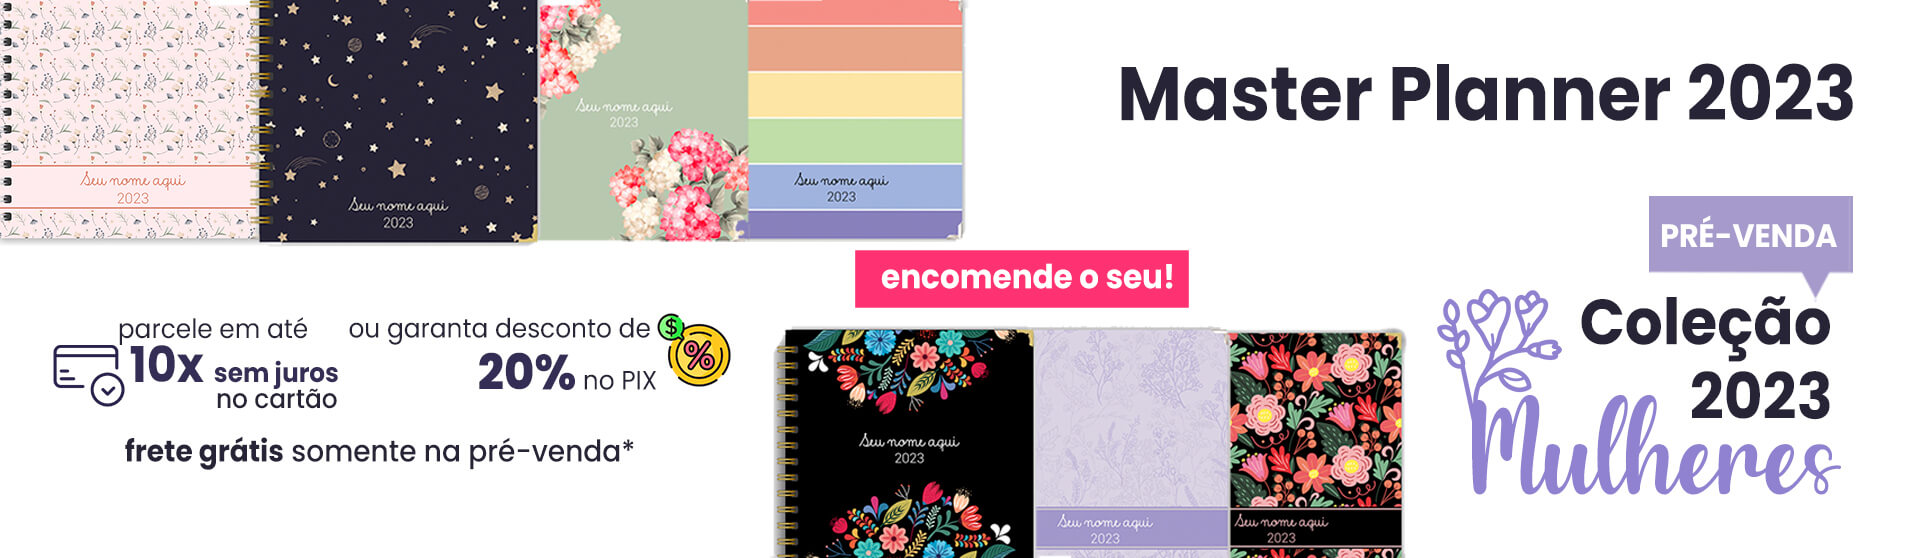 Master Planner 2023
Seu nome aqui
2023
Seu nome aqui
2023
Seu nome aqui
2023
Seu nome aqui
2023
PRÉ-VENDA
Coleção
2023
Mulheres
encomende o seu!
parcele em até
10x sem juros
no cartão
ou garanta desconto de
20% no PIX
$
%
frete grátis somente na pré-venda*
Seu nome aqui
2023
Seu nome aqui
2023
Seu nome aqui
2023